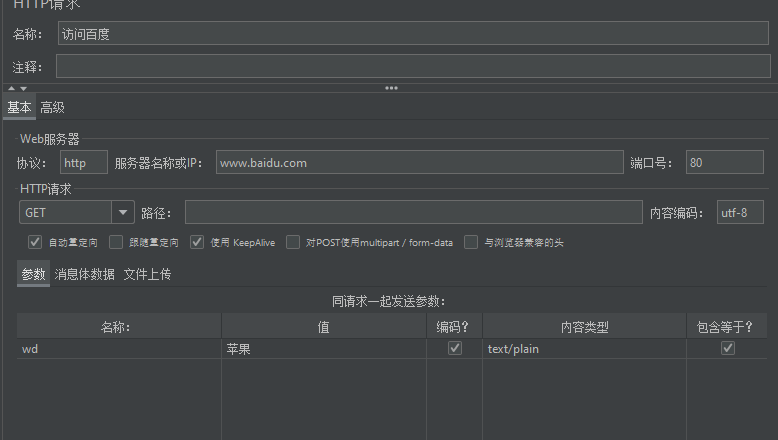 HTTP请求
名称： 访问百度
注释：
基本 高级
Web服务器
协议： http 服务器名称或IP： www.baidu.com 端口号： 80
HTTP请求
GET 路径： 内容编码： utf-8
自动重定向 跟随重定向 使用 KeepAlive 对POST使用multipart / form-data 与浏览器兼容的头
参数 消息体数据 文件上传
同请求一起发送参数：
名称： 值 编码？ 内容类型 包含等于？
wd 苹果 text/plain